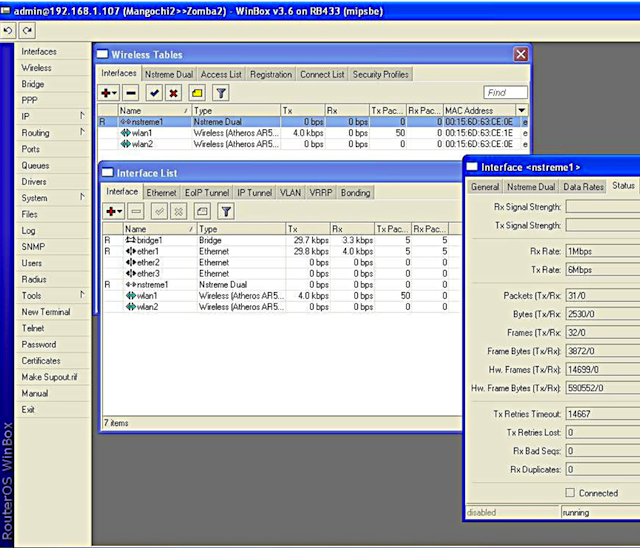 admin@192.168.1.107 (Mangochi2>>Zomba2) - WinBox v3.6 on RB433 (mipsbe)
Interfaces
Wireless
Bridge
PPP
IP
Routing
Ports
Queues
Drivers
System
Files
Log
SNMP
Users
Radius
Tools
New Terminal
Telnet
Password
Certificates
Make Supout.rif
Manual
Exit
RouterOS WinBox
Wireless Tables
Interfaces Nstreme Dual Access List Registration Connect List Security Profiles
Find
Name / Type Tx Rx Tx Pac... Rx Pac... MAC Address
R nstreme1 Nstreme Dual 0 bps 0 bps 0 0 00:15:6D:63:CE:0E e
wlan1 Wireless (Atheros AR5... 4.0 kbps 0 bps 50 0 00:15:6D:63:CE:1E e
wlan2 Wireless (Atheros AR5... 0 bps 0 bps 0 0 00:15:6D:63:CE:0E e
Interface List
Interface Ethernet EoIP Tunnel IP Tunnel VLAN VRRP Bonding
Name / Type Tx Rx Tx Pac... Rx Pac...
R bridge1 Bridge 29.7 kbps 3.3 kbps 5 5
R ether1 Ethernet 29.8 kbps 4.0 kbps 5 5
ether2 Ethernet 0 bps 0 bps 0 0
ether3 Ethernet 0 bps 0 bps 0 0
R nstreme1 Nstreme Dual 0 bps 0 bps 0 0
wlan1 Wireless (Atheros AR5... 4.0 kbps 0 bps 50 0
wlan2 Wireless (Atheros AR5... 0 bps 0 bps 0 0
7 items
Interface <nstreme1>
General Nstreme Dual Data Rates Status
Rx Signal Strength:
Tx Signal Strength:
Rx Rate: 1Mbps
Tx Rate: 6Mbps
Packets (Tx/Rx: 31/0
Bytes (Tx/Rx): 2530/0
Frames (Tx/Rx: 32/0
Frame Bytes (Tx/Rx): 3872/0
Hw. Frames (Tx/Rx): 14699/0
Hw. Frame Bytes (Tx/Rx): 590552/0
Tx Retries Timeout: 14667
Tx Retries Lost: 0
Rx Bad Seqs: 0
Rx Duplicates: 0
Connected
disabled running